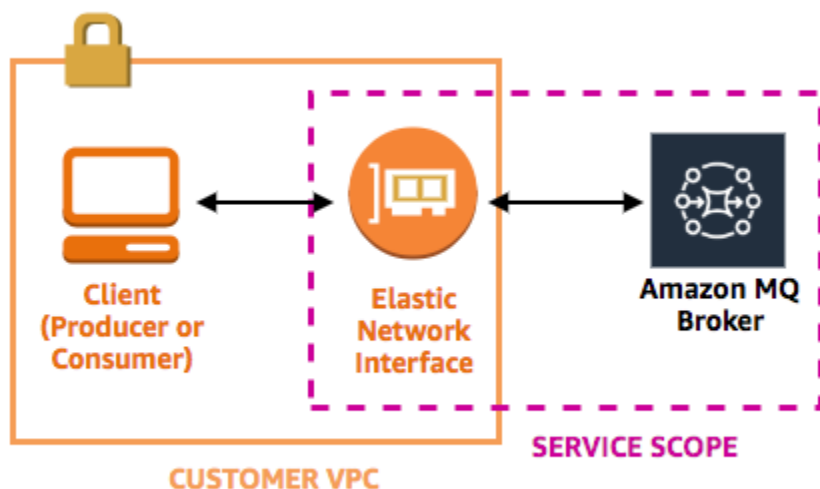 Client
(Producer or
Consumer)
Elastic
Network
Interface
Amazon MQ
Broker
SERVICE SCOPE
CUSTOMER VPC